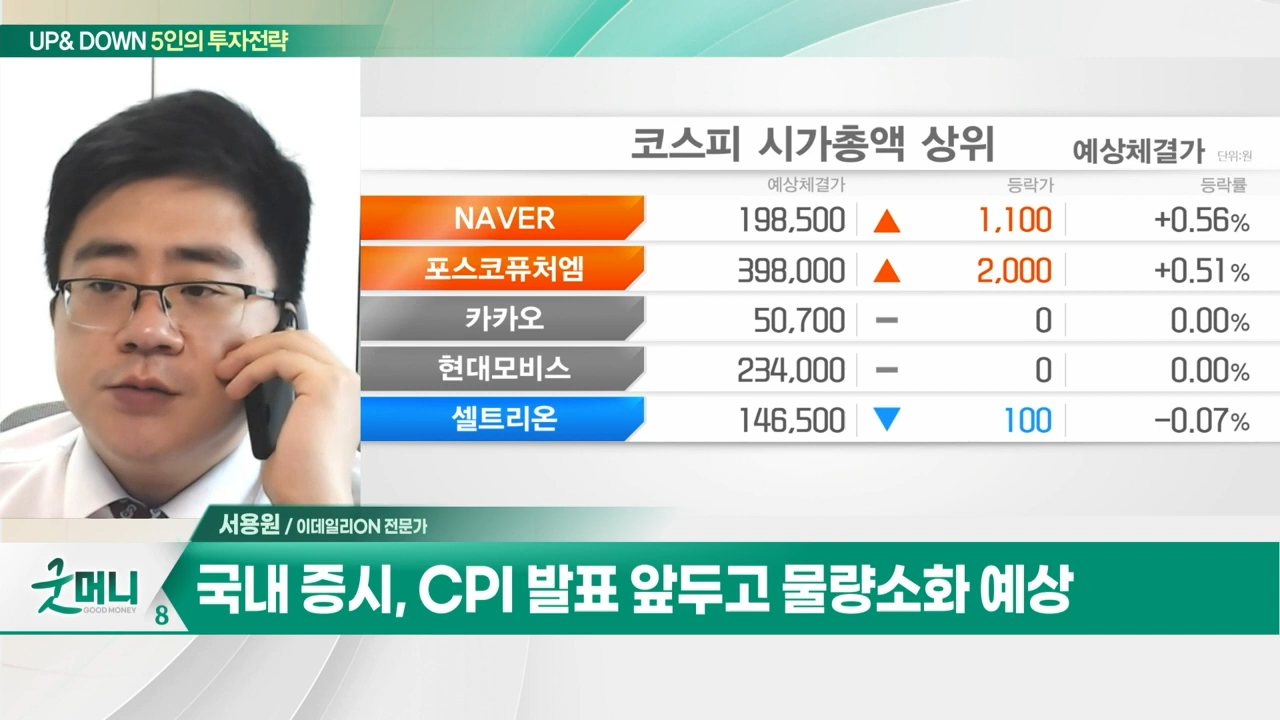 UP& DOWN 5인의 투자전략
코스피 시가총액 상위 예상체결가 단위:원
예상체결가 등락가 등락률
NAVER 198,500 ▲ 1,100 +0.56%
포스코퓨처엠 398,000 ▲ 2,000 +0.51%
카카오 50,700 - 0 0.00%
현대모비스 234,000 - 0 0.00%
셀트리온 146,500 ▼ 100 -0.07%
서용원 / 이데일리ON 전문가
굿머니
GOOD MONEY
8
국내 증시, CPI 발표 앞두고 물량소화 예상